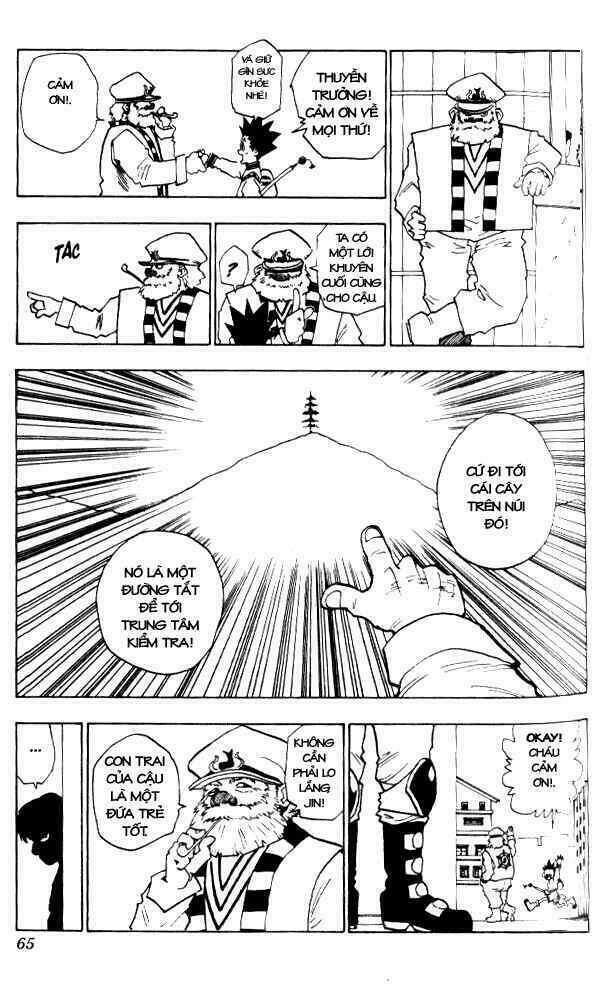 THUYỀN
TRƯỞNG!
CẢM ƠN VỀ
MỌI THỨ!
VÀ GIỮ
GÌN SỨC
KHỎE
NHÉ!
CẢM
ƠN!.
TA CÓ
MỘT LỜI
KHUYÊN
CUỐI CÙNG
CHO CẬU.
?
TÁC
CỨ ĐI TỚI
CÁI CÂY
TRÊN NÚI
ĐÓ!
NÓ LÀ MỘT
ĐƯỜNG TẮT
ĐỂ TỚI
TRUNG TÂM
KIỂM TRA!
OKAY!
CHÁU
CẢM
ƠN!.
KHÔNG
CẦN
PHẢI LO
LẮNG
JIN!
CON TRAI
CỦA CẬU
LÀ MỘT
ĐỨA TRẺ
TỐT.
...
65